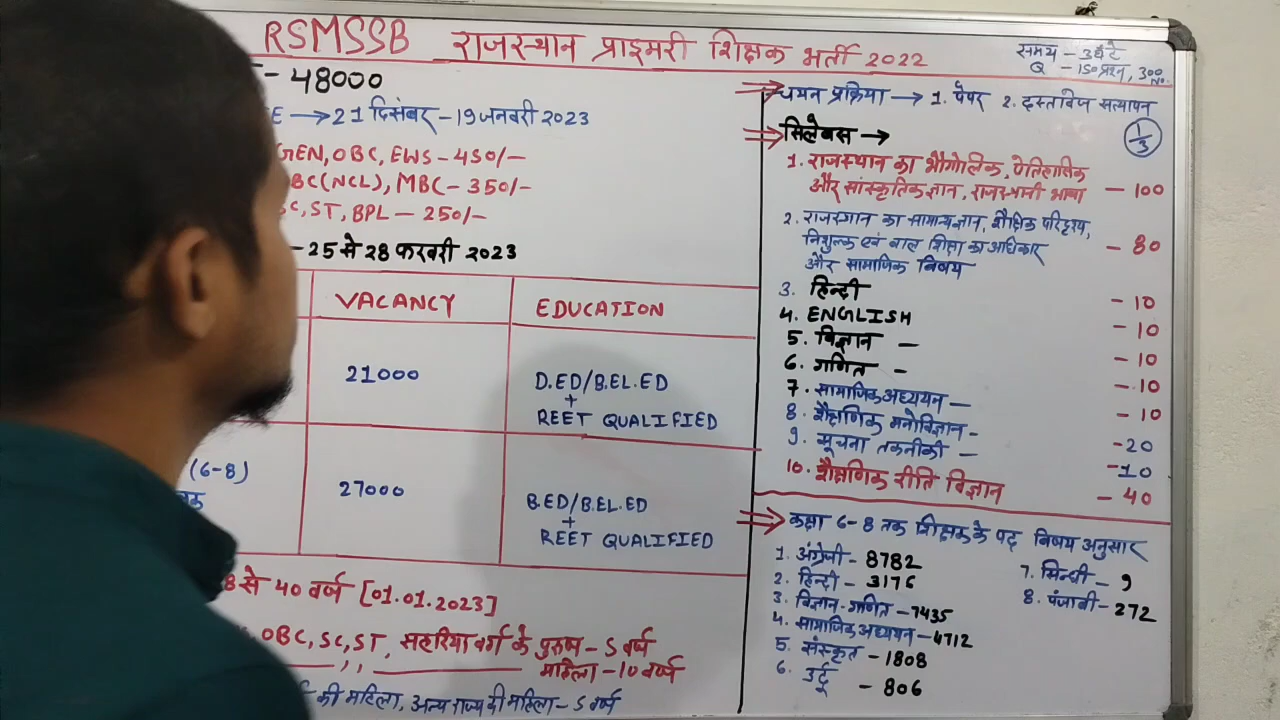 RSMSSB राजस्थान प्राइमरी शिक्षक भर्ती 2022
समय - 3 घंटे
Q - 150 प्रश्न, 300 No.
- 48000
E → 21 दिसंबर - 19 जनवरी 2023
GEN, OBC, EWS - 450/-
BC(NCL), MBC - 350/-
SC, ST, BPL - 250/-
- 25 से 28 फरवरी 2023
VACANCY EDUCATION
21000 D.ED/B.EL.ED
+
REET QUALIFIED
(6-8)
27000 B.ED/B.EL.ED
+
REET QUALIFIED
8 से 40 वर्ष [01.01.2023]
OBC, SC, ST, सहरिया वर्ग के पुरुष - 5 वर्ष
,, महिला - 10 वर्ष
की महिला, अन्य राज्य की महिला - 5 वर्ष
चयन प्रक्रिया → 1. पेपर 2. दस्तावेज सत्यापन
सिलेबस →
1/3
1. राजस्थान का भौगोलिक, ऐतिहासिक
और सांस्कृतिक ज्ञान, राजस्थानी भाषा - 100
2. राजस्थान का सामान्य ज्ञान, शैक्षिक परिदृश्य,
निशुल्क एवं बाल शिक्षा का अधिकार - 80
और सामाजिक विषय
3. हिन्दी - 10
4. ENGLISH - 10
5. विज्ञान - - 10
6. गणित - - 10
7. सामाजिक अध्ययन - - 10
8. शैक्षणिक मनोविज्ञान - - 20
9. सूचना तकनीकी - - 10
10. शैक्षणिक रीति विज्ञान - 40
कक्षा 6-8 तक शिक्षक के पद विषय अनुसार
1. अंग्रेजी - 8782
2. हिन्दी - 3176
3. विज्ञान-गणित - 7435
4. सामाजिक अध्ययन - 4712
5. संस्कृत - 1808
6. उर्दू - 806
7. सिन्धी - 9
8. पंजाबी - 272